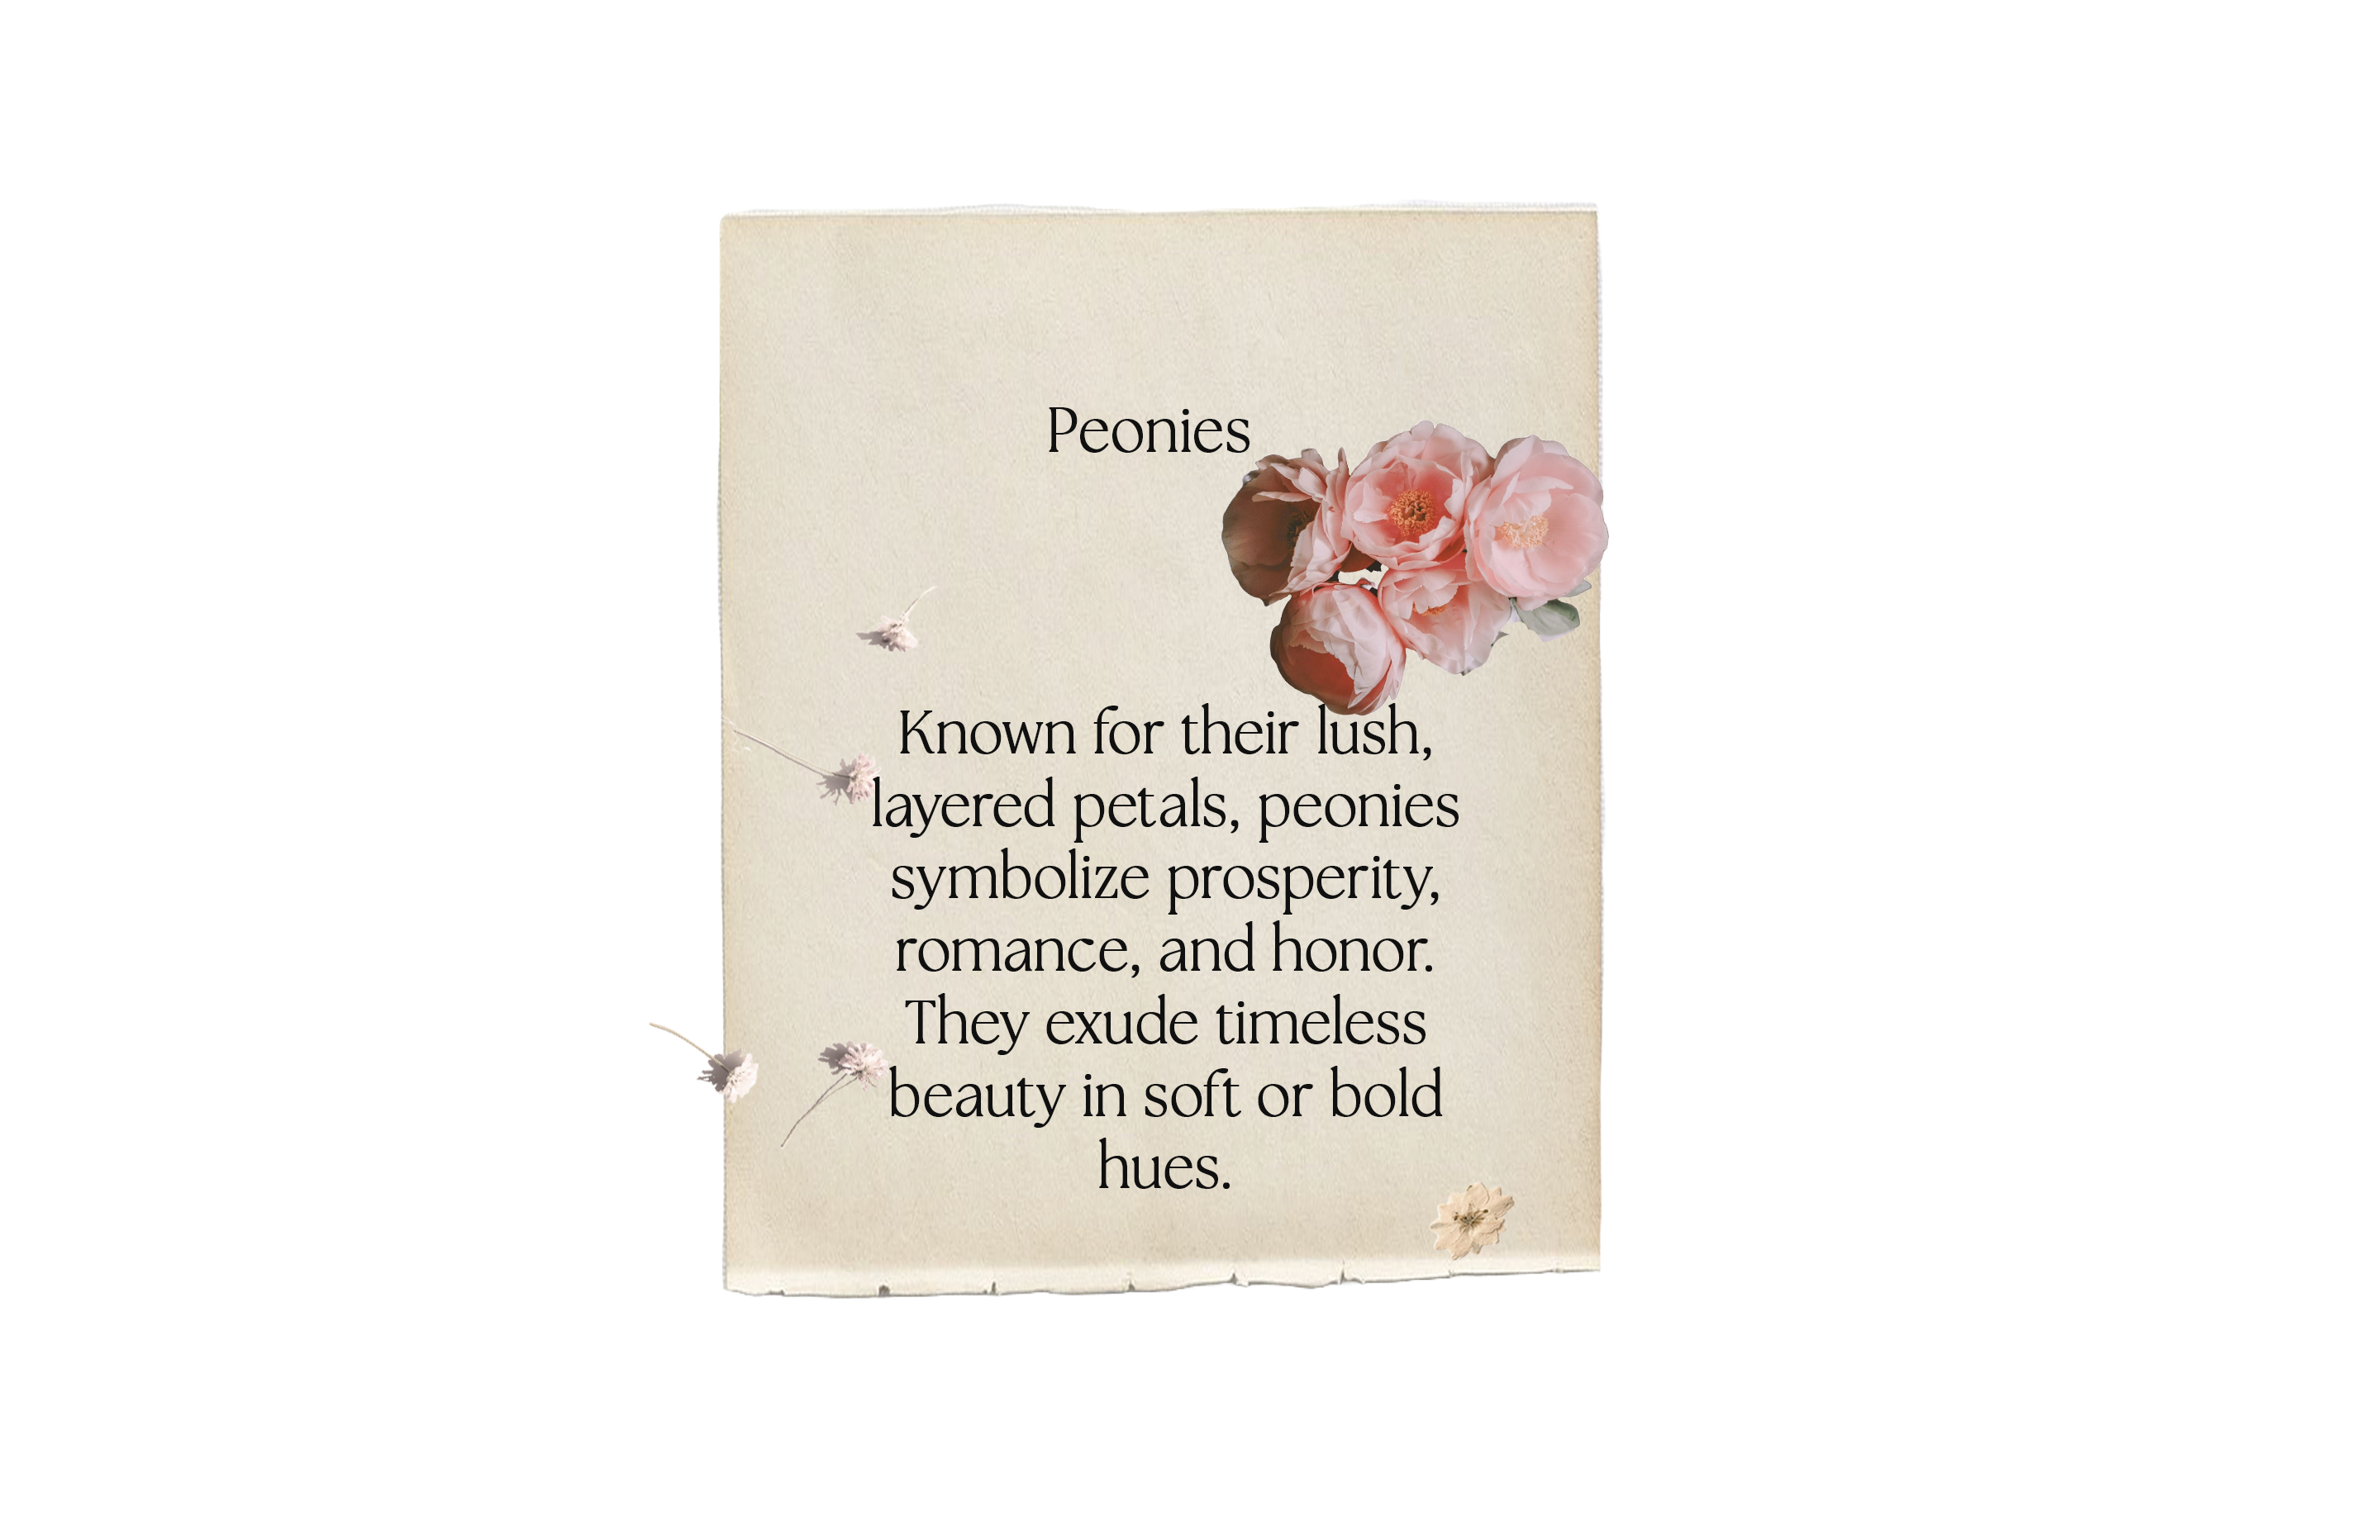 Peonies
Known for their lush,
layered petals, peonies
symbolize prosperity,
romance, and honor.
They exude timeless
beauty in soft or bold
hues.